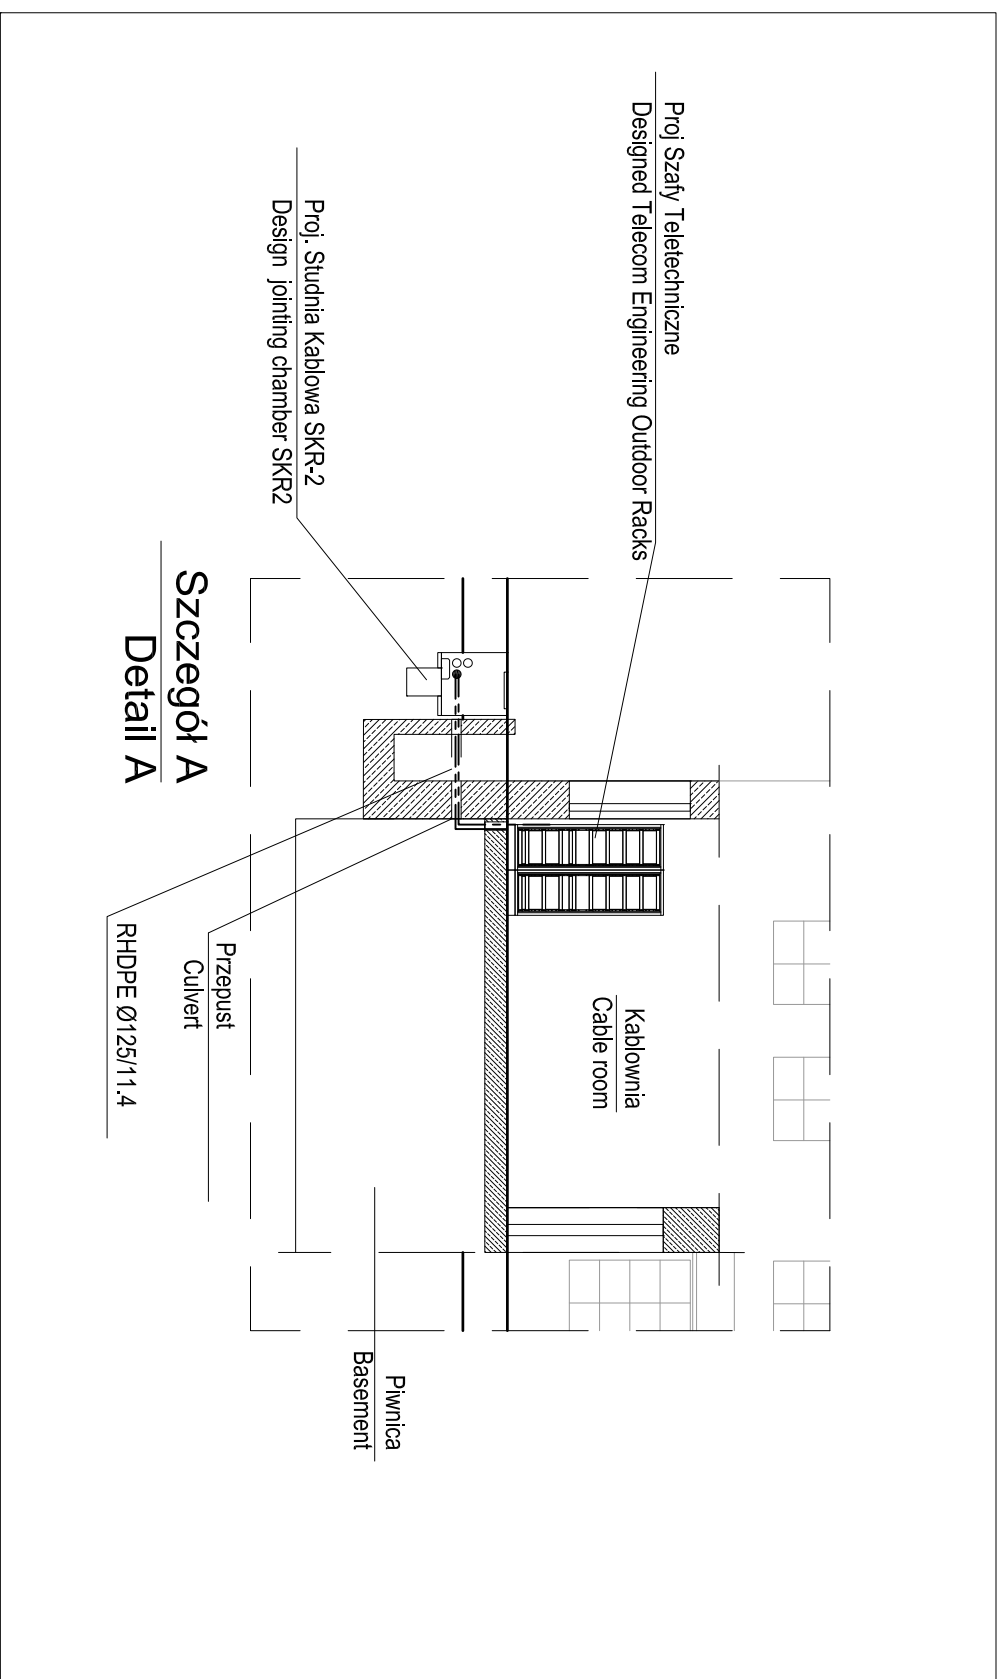 Proj Szafy Teletechniczne
Designed Telecom Engineering Outdoor Racks
Proj. Studnia Kablowa SKR-2
Design jointing chamber SKR2
Szczegół A
Detail A
Kablownia
Cable room
Przepust
Culvert
RHDPE Ø125/11.4
Piwnica
Basement